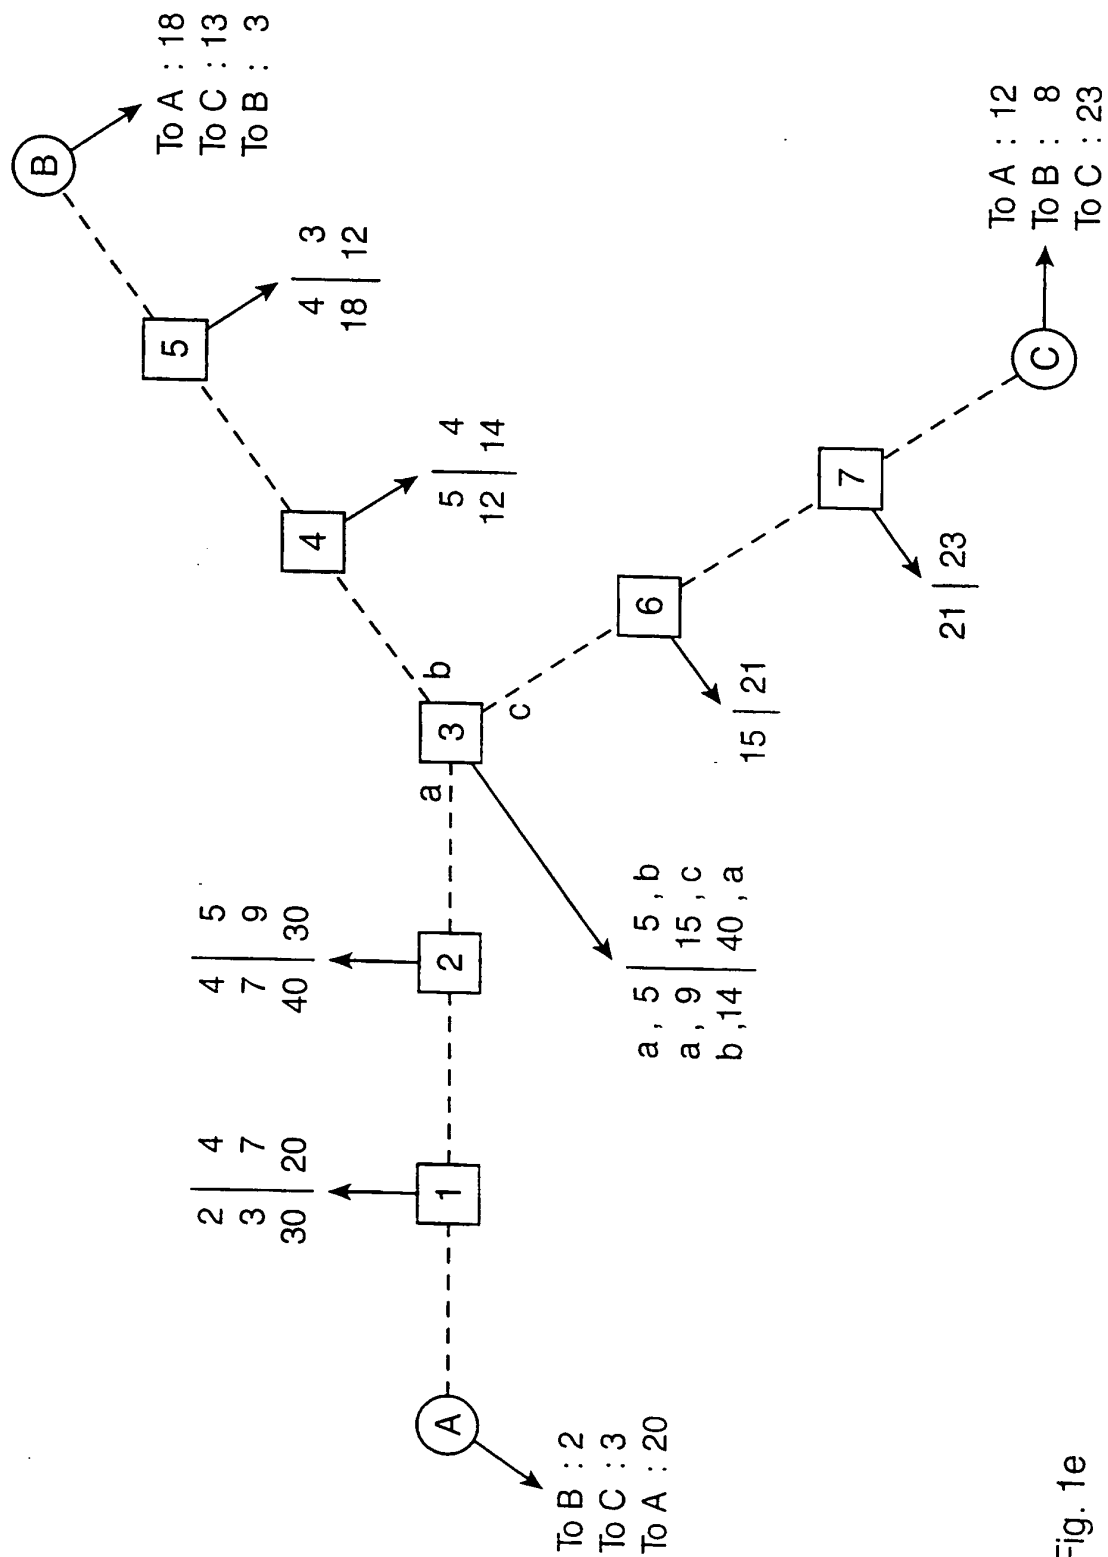 B
To A : 18
To C : 13
To B : 3
5
4 | 3
18 | 12
4
5 | 4
12 | 14
2
4 | 5
7 | 9
40 | 30
1
2 | 4
3 | 7
30 | 20
A
To B : 2
To C : 3
To A : 20
a
3
b
c
a, 5 | 5, b
a, 9 | 15, c
b, 14 | 40, a
6
15 | 21
7
21 | 23
C
To A : 12
To B : 8
To C : 23
Fig. 1e